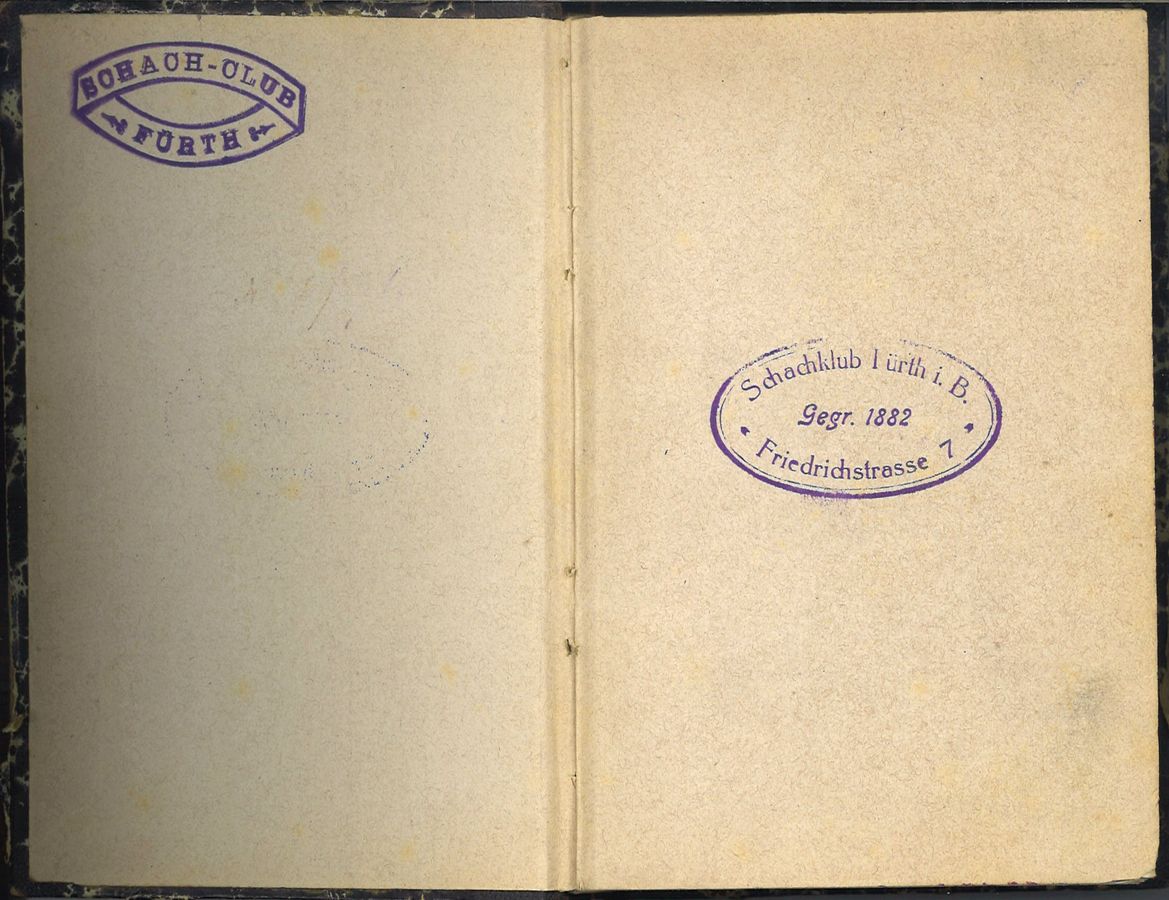 SCHACH-CLUB
FÜRTH
Schachklub Fürth i. B.
Gegr. 1882
Friedrichstrasse 7